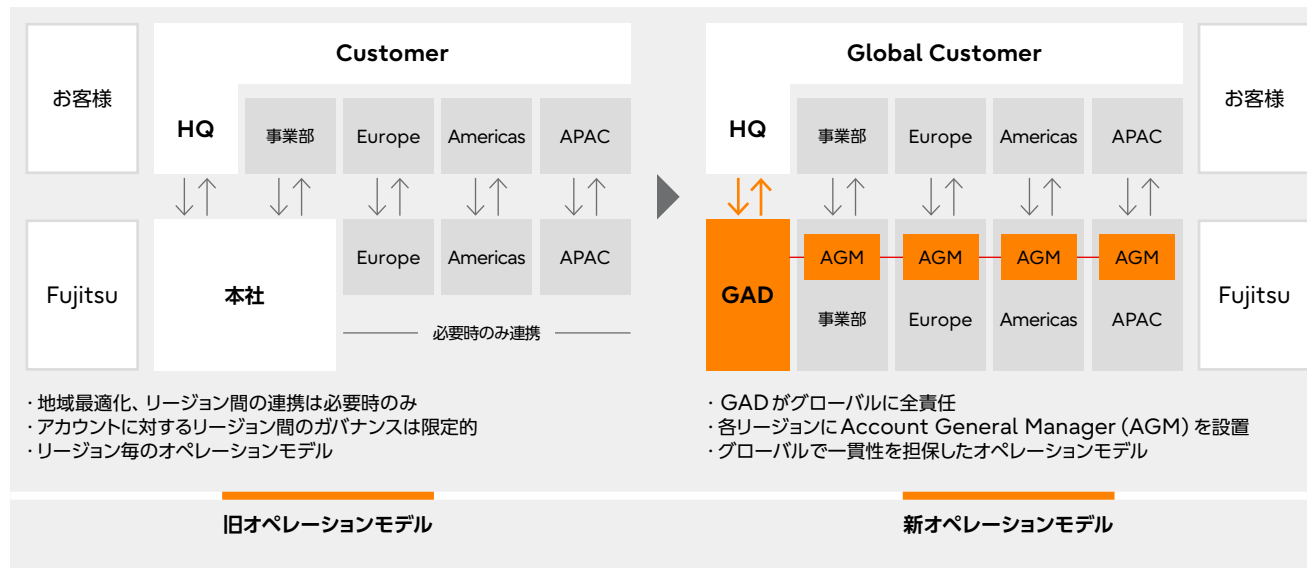 Customer
お客様
HQ
事業部
Europe
Americas
APAC
Fujitsu
本社
Europe
Americas
APAC
必要時のみ連携
・地域最適化、リージョン間の連携は必要時のみ
・アカウントに対するリージョン間のガバナンスは限定的
・リージョン毎のオペレーションモデル
旧オペレーションモデル
Global Customer
お客様
HQ
事業部
Europe
Americas
APAC
GAD
AGM
AGM
AGM
AGM
事業部
Europe
Americas
APAC
Fujitsu
・GADがグローバルに全責任
・各リージョンにAccount General Manager (AGM) を設置
・グローバルで一貫性を担保したオペレーションモデル
新オペレーションモデル